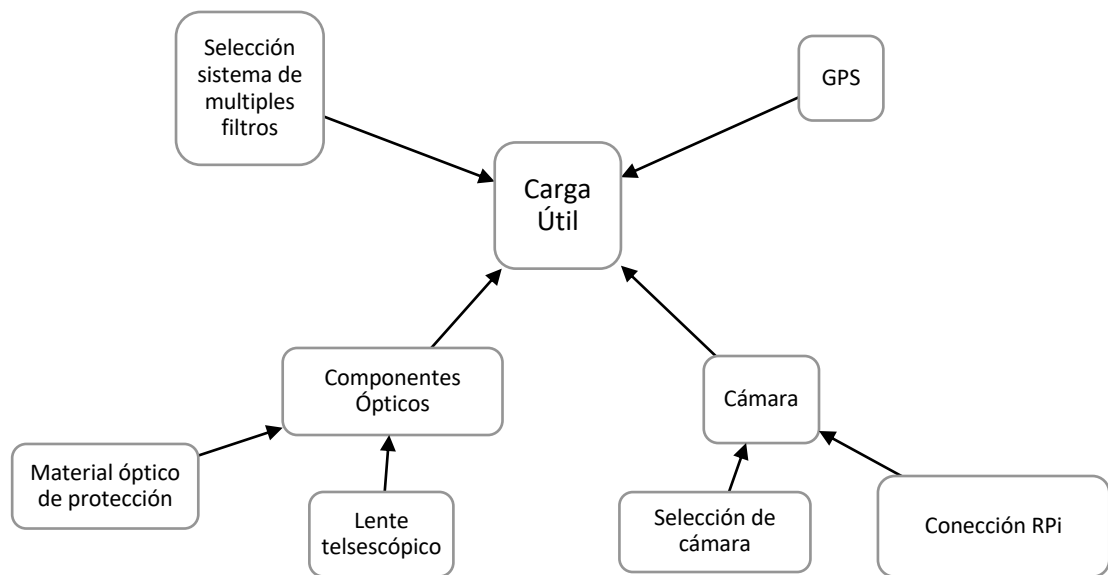 Selección
sistema de
multiples
filtros
GPS
Carga
Útil
Componentes
Ópticos
Cámara
Material óptico
de protección
Lente
telsescópico
Selección de
cámara
Conección RPi